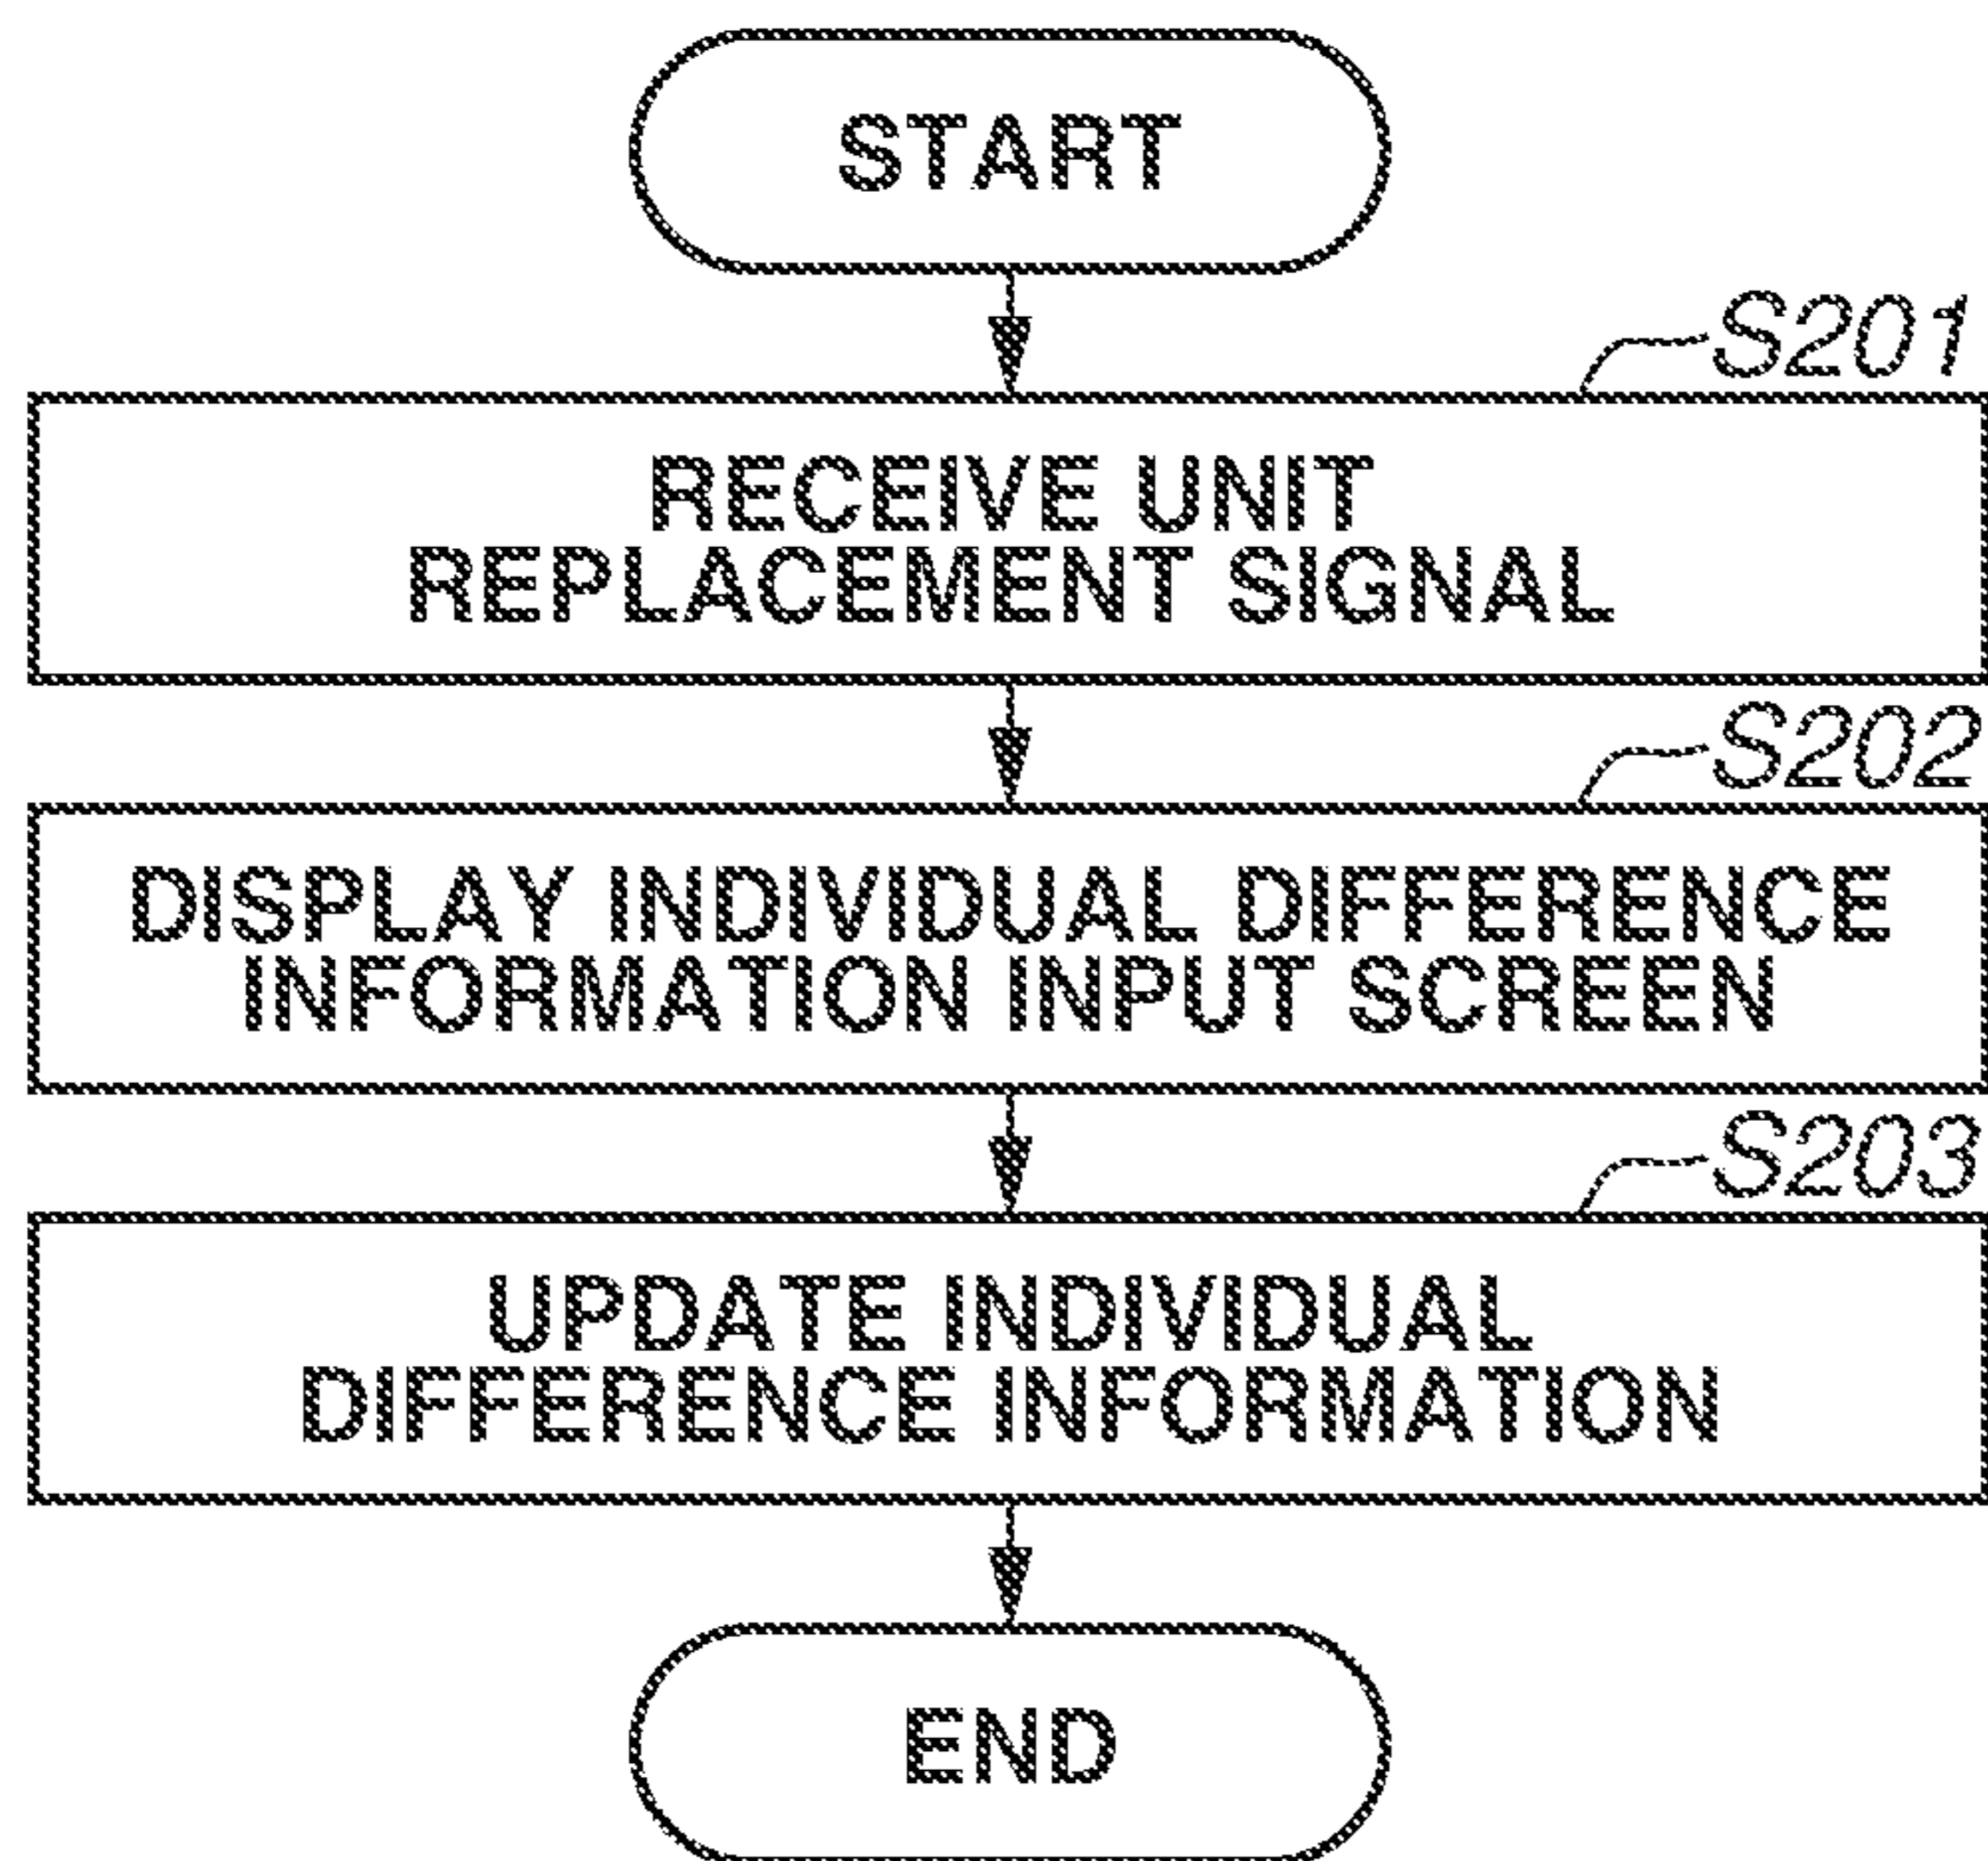 START
S201
RECEIVE UNIT
REPLACEMENT SIGNAL
S202
DISPLAY INDIVIDUAL DIFFERENCE
INFORMATION INPUT SCREEN
S203
UPDATE INDIVIDUAL
DIFFERENCE INFORMATION
END